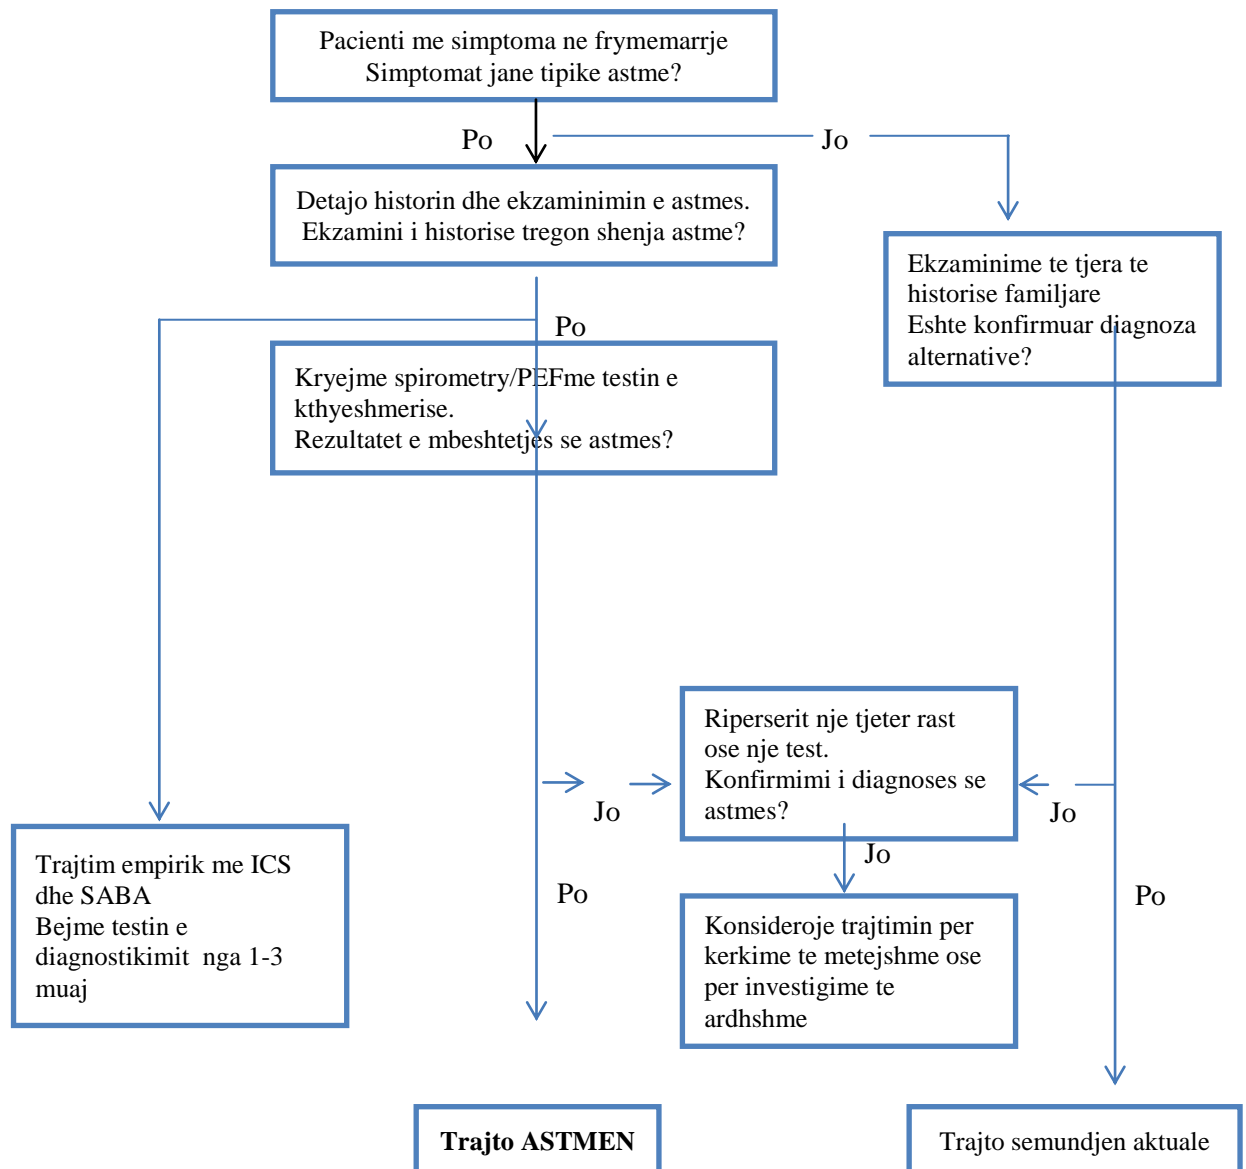 Pacienti me simptoma ne frymemarrje
Simptomat jane tipike astme?
Po
Jo
Detajo historin dhe ekzaminimin e astmes.
Ekzamini i historise tregon shenja astme?
Ekzaminime te tjera te
historise familjare
Eshte konfirmuar diagnoza
alternative?
Po
Kryejme spirometry/PEFme testin e
kthyeshmerise.
Rezultatet e mbeshtetjes se astmes?
Riperserit nje tjeter rast
ose nje test.
Konfirmimi i diagnoses se
astmes?
Jo
Jo
Jo
Trajtim empirik me ICS
dhe SABA
Bejme testin e
diagnostikimit nga 1-3
muaj
Po
Po
Konsideroje trajtimin per
kerkime te metejshme ose
per investigime te
ardhshme
Trajto ASTMEN
Trajto semundjen aktuale